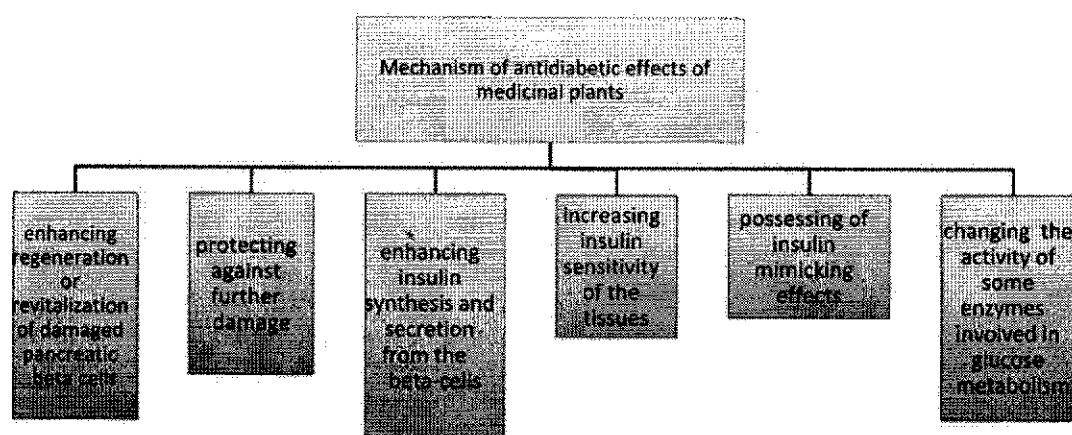 Mechanism of antidiabetic effects of
medicinal plants
enhancing
regeneration
or
revitalization
of damaged
pancreatic
beta cells
protecting
against
further
damage
enhancing
insulin
synthesis and
secretion
from the
beta cells
Increasing
insulin
sensitivity
of the
tissues
possessing of
insulin
mimicking
effects
changing the
activity of
some
enzymes
involved in
glucose
metabolism